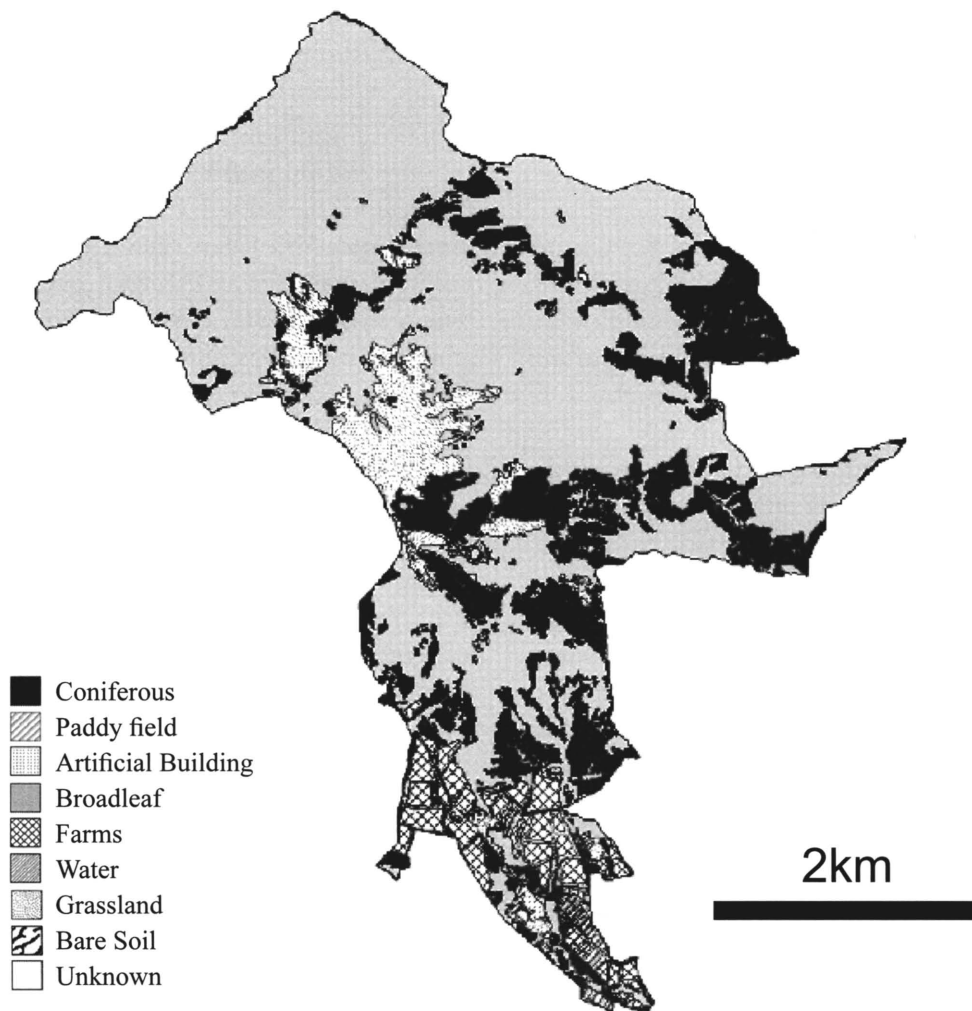 Coniferous
Paddy field
Artificial Building
Broadleaf
Farms
Water
Grassland
Bare Soil
Unknown
2km